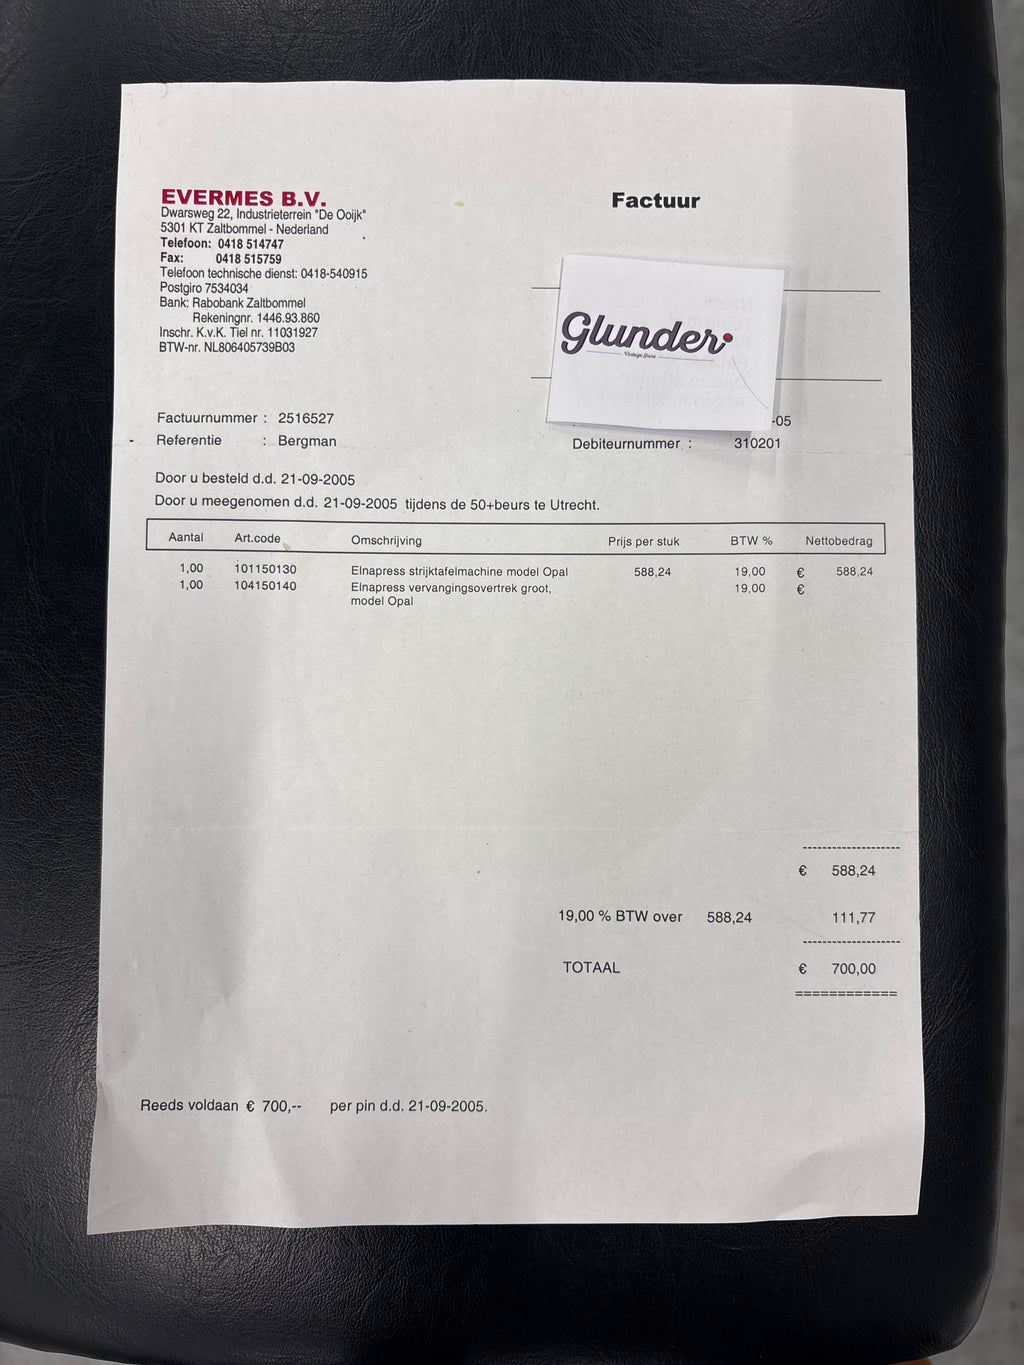 EVERMES B.V.
Dwarsweg 22, Industrieterrein "De Ooijk"
5301 KT Zaltbommel - Nederland
Telefoon: 0418 514747
Fax: 0418 515759
Telefoon technische dienst: 0418-540915
Postgiro 7534034
Bank: Rabobank Zaltbommel
Rekeningnr. 1446.93.860
Inschr. K.v.K. Tiel nr. 11031927
BTW-nr. NL806405739B03
Factuur
Glunder
Vintage Store
Factuurnummer : 2516527
-05
- Referentie : Bergman
Debiteurnummer : 310201
Door u besteld d.d. 21-09-2005
Door u meegenomen d.d. 21-09-2005 tijdens de 50+beurs te Utrecht.
Aantal Art.code Omschrijving Prijs per stuk BTW % Nettobedrag
1,00 101150130 Elnapress strijktafelmachine model Opal 588,24 19,00 € 588,24
1,00 104150140 Elnapress vervangingsovertrek groot, 19,00 €
model Opal
€ 588,24
19,00 % BTW over 588,24 111,77
TOTAAL € 700,00
============
Reeds voldaan € 700,-- per pin d.d. 21-09-2005.